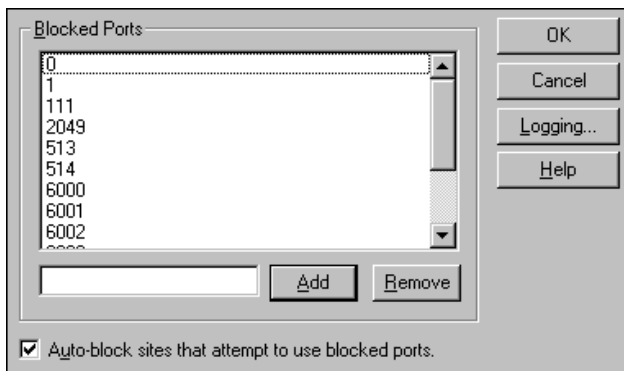 Blocked Ports
0
1
111
2049
513
514
6000
6001
6002
Add
Remove
OK
Cancel
Logging...
Help
Auto-block sites that attempt to use blocked ports.